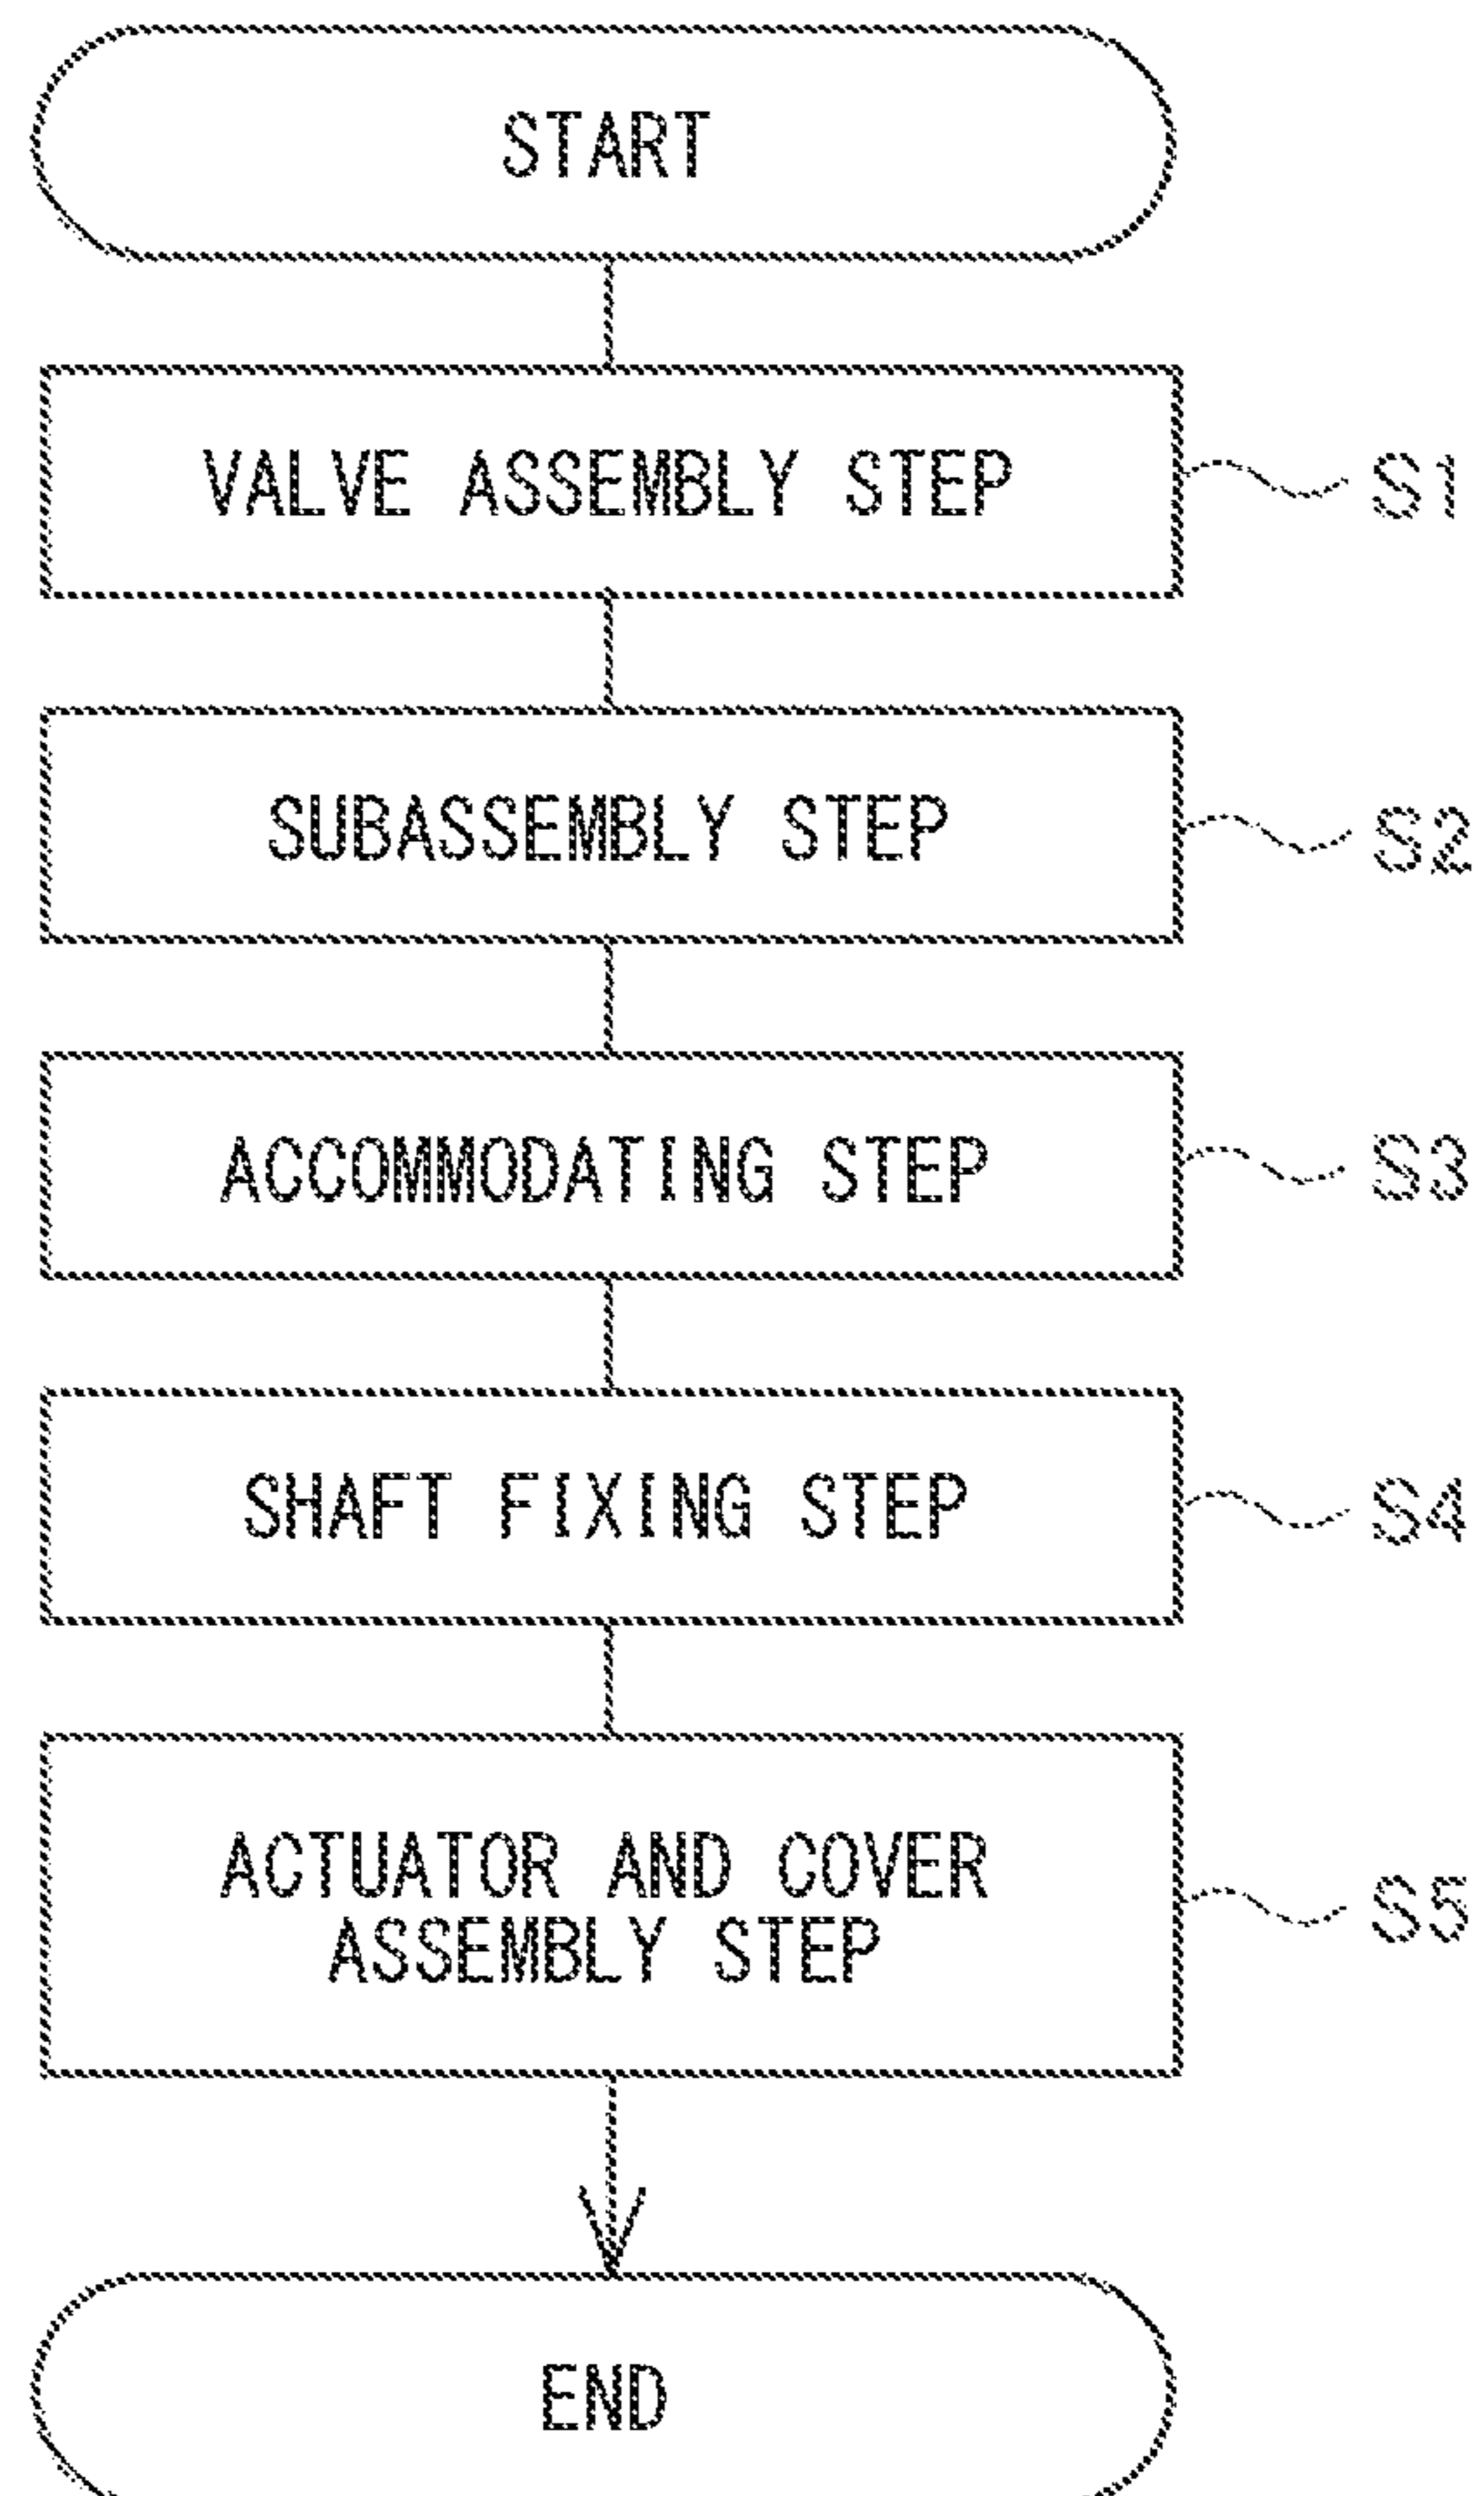 START
VALVE ASSEMBLY STEP
S1
SUBASSEMBLY STEP
S2
ACCOMMODATING STEP
S3
SHAFT FIXING STEP
S4
ACTUATOR AND COVER
ASSEMBLY STEP
S5
END